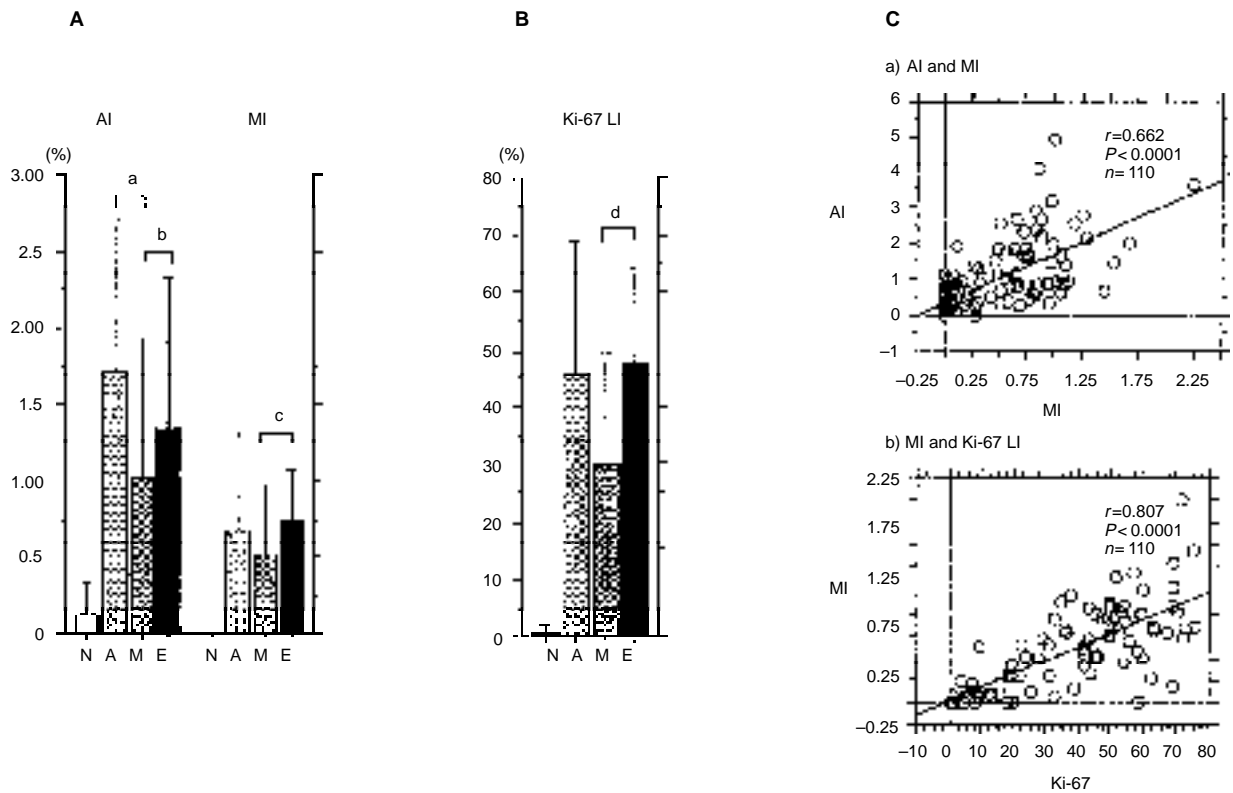 A
AI
MI
(%)
3.00
2.5
2.00
1.5
1.00
0.5
0
a
b
c
N A M E N A M E
B
Ki-67 LI
(%)
80
70
60
50
40
30
20
10
0
d
N A M E
C
a) AI and MI
6
5
4
3
2
1
0
–1
AI
r=0.662
P< 0.0001
n= 110
–0.25 0.25 0.75 1.25 1.75 2.25
MI
b) MI and Ki-67 LI
2.25
1.75
1.25
0.75
0.25
–0.25
MI
r=0.807
P< 0.0001
n= 110
–10 0 10 20 30 40 50 60 70 80
Ki-67